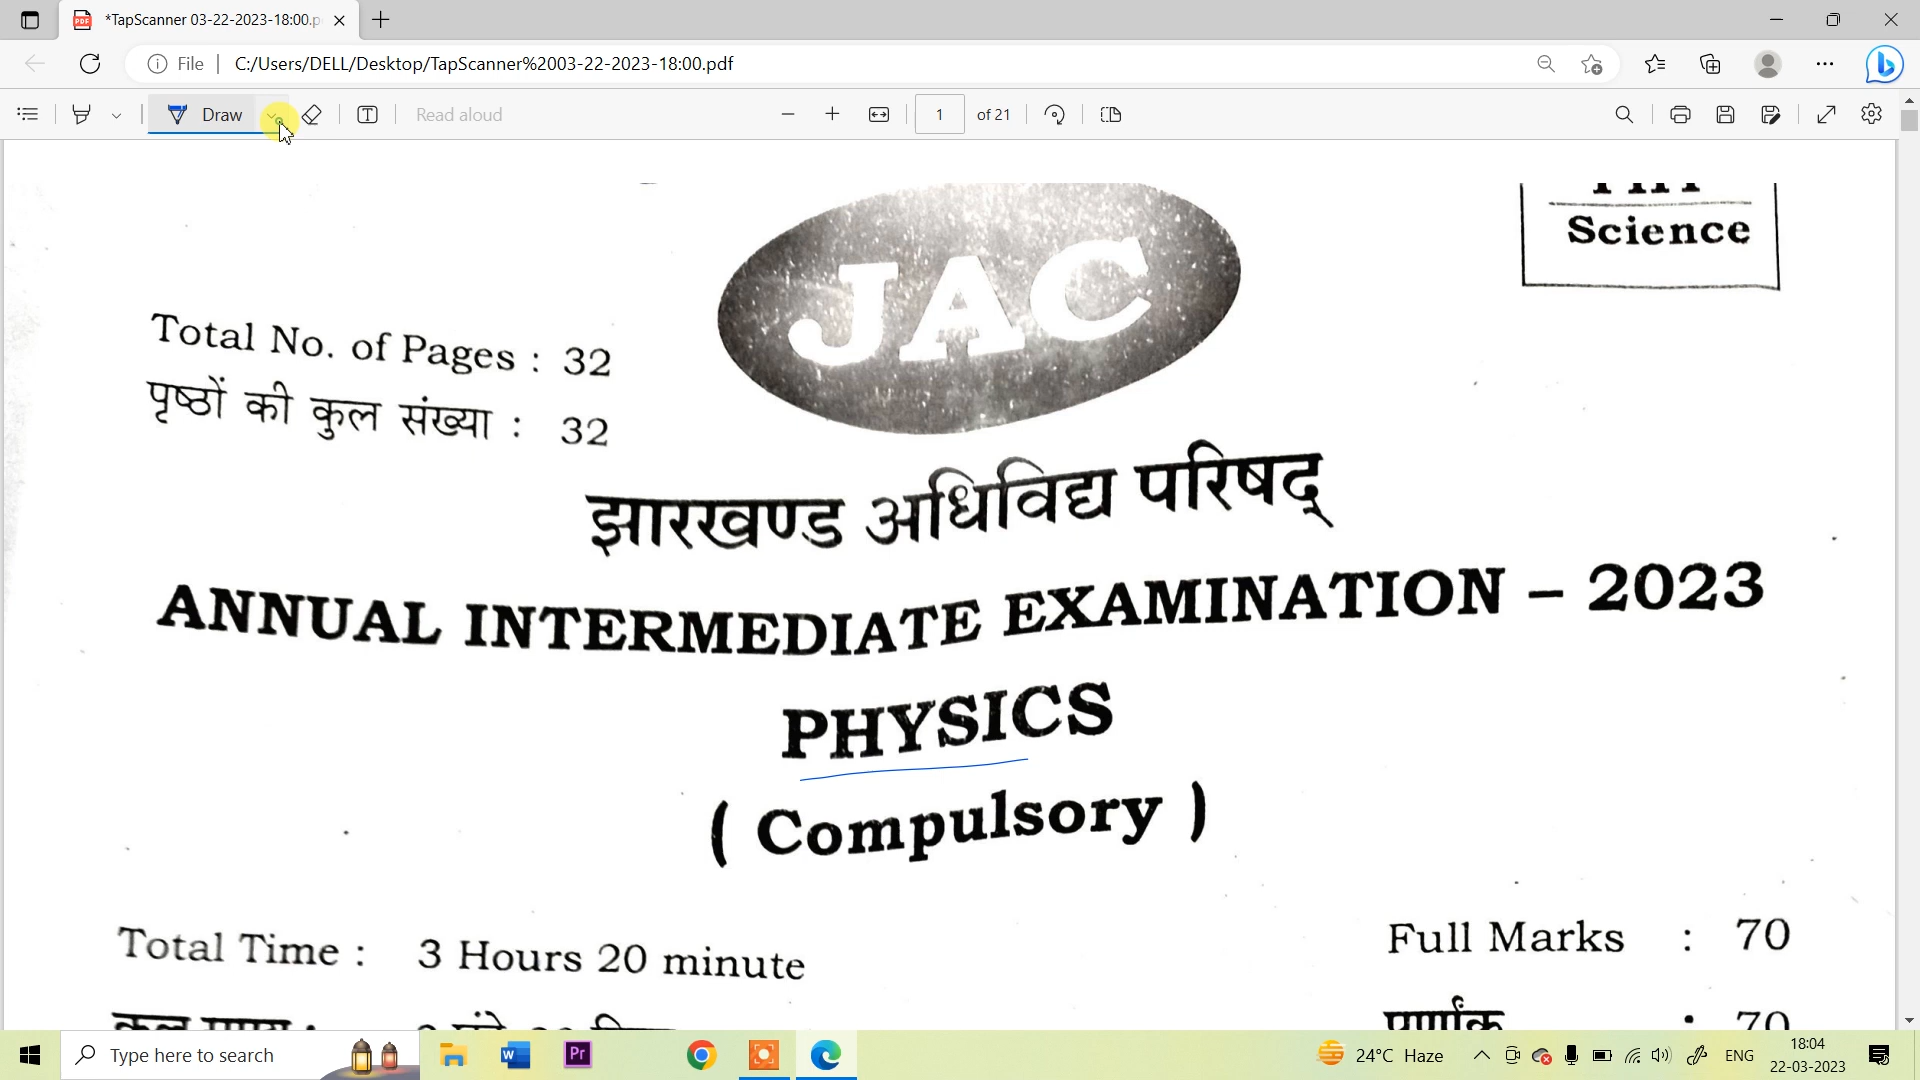 *TapScanner 03-22-2023-18:00.p
File
C:/Users/DELL/Desktop/TapScanner%2003-22-2023-18:00.pdf
Draw
Read aloud
1
of 21
Science
JAC
Total No. of Pages : 32
पृष्ठों की कुल संख्या : 32
झारखण्ड अधिविद्य परिषद्
ANNUAL INTERMEDIATE EXAMINATION – 2023
PHYSICS
( Compulsory )
Total Time : 3 Hours 20 minute
Full Marks : 70
पूर्णांक : 70
Type here to search
24°C Haze
ENG
18:04
22-03-2023